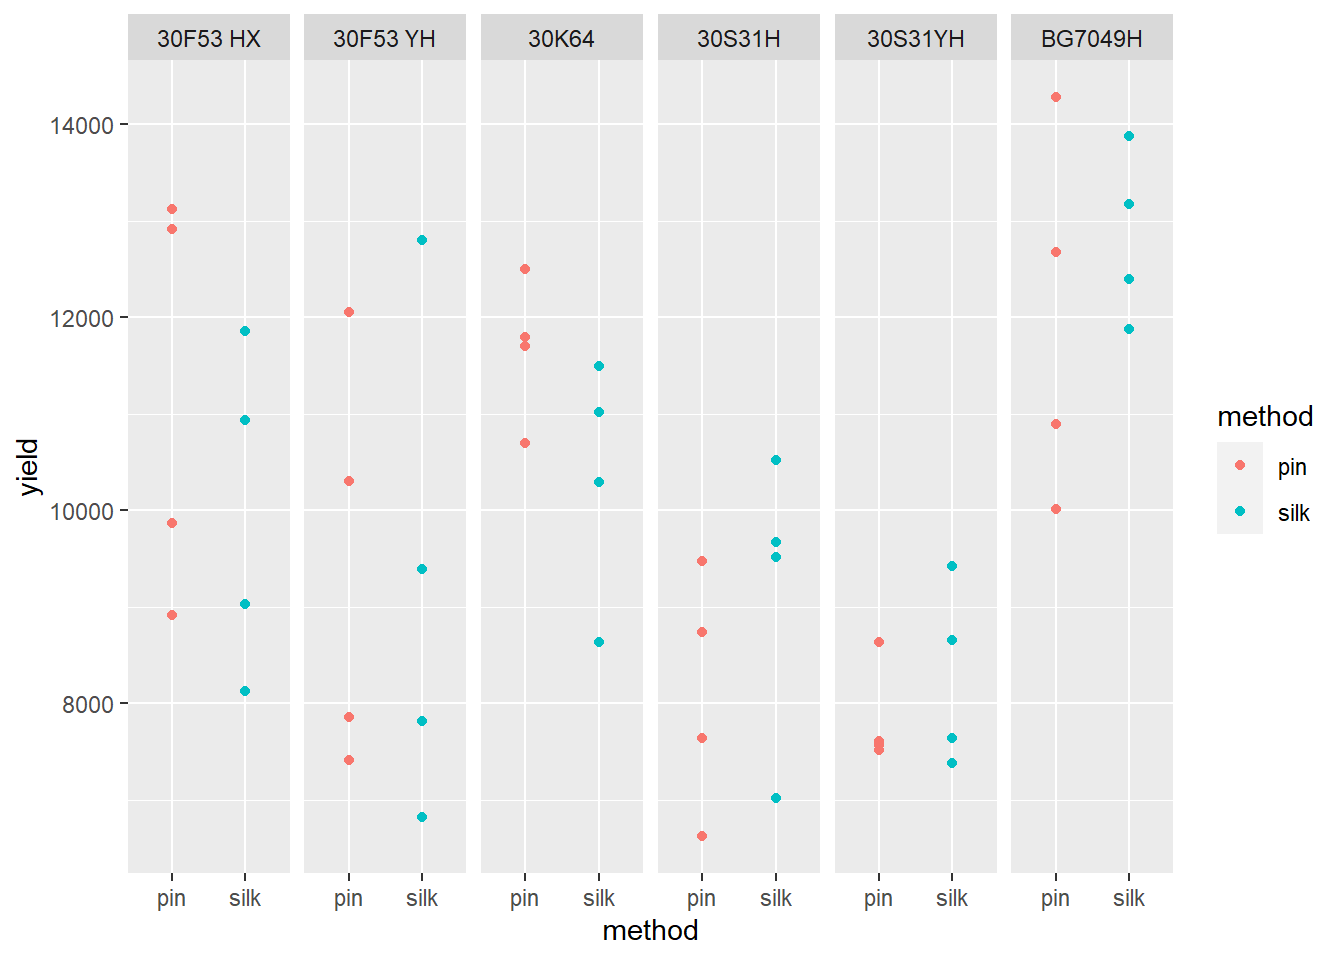 30F53 HX 30F53 YH 30K64 30S31H 30S31YH BG7049H
14000
12000
10000
8000
yield
pin silk pin silk pin silk pin silk pin silk pin silk
method
method
pin
silk